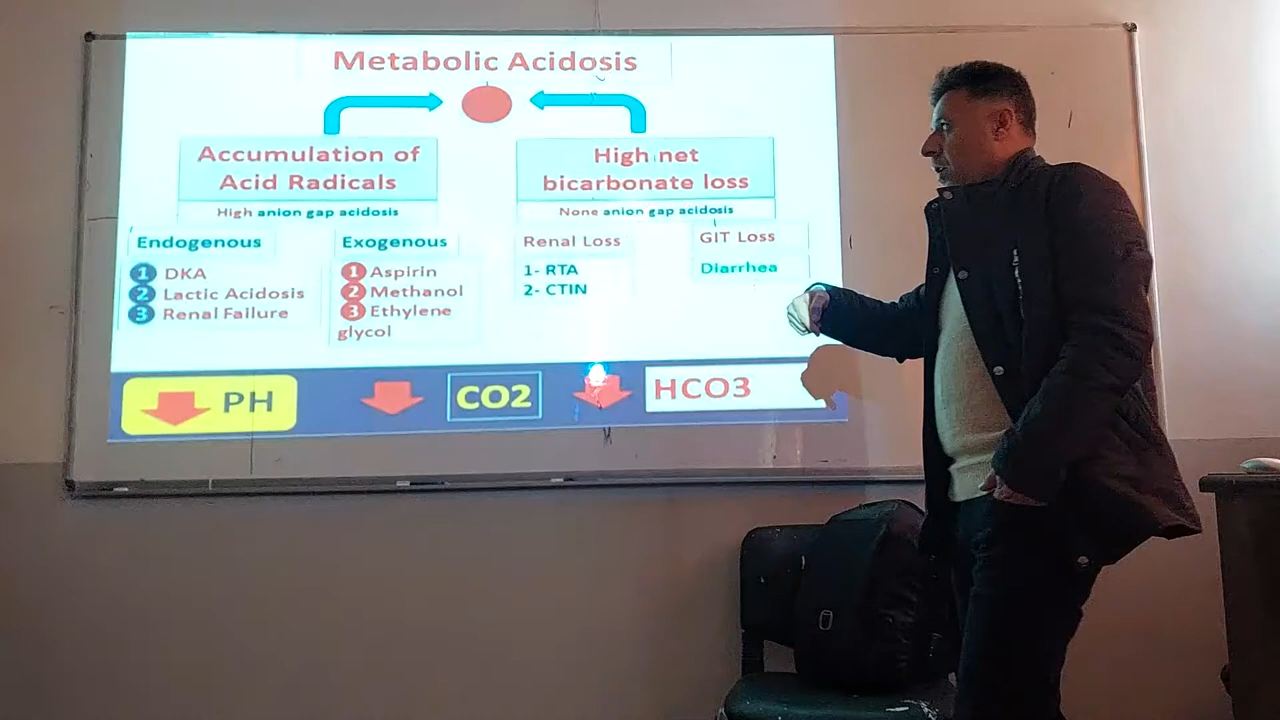 Metabolic Acidosis
Accumulation of
Acid Radicals
High anion gap acidosis
Endogenous
1 DKA
2 Lactic Acidosis
3 Renal Failure
Exogenous
1 Aspirin
2 Methanol
3 Ethylene
glycol
High net
bicarbonate loss
None anion gap acidosis
Renal Loss
1- RTA
2- CTIN
GIT Loss
Diarrhea
PH
CO2
HCO3